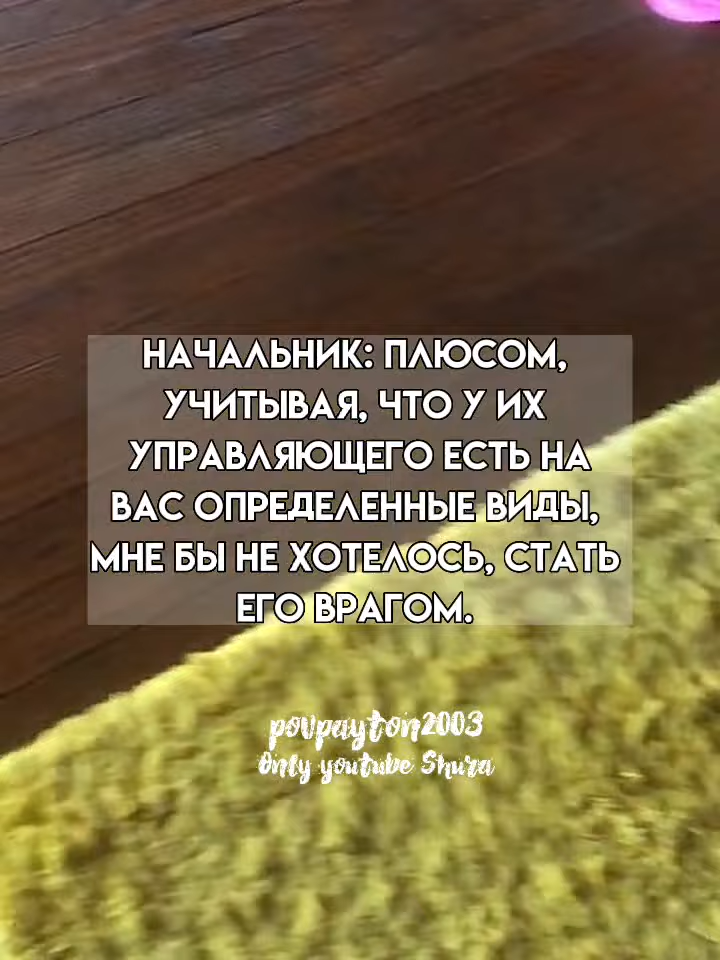 НАЧАЛЬНИК: ПЛЮСОМ,
УЧИТЫВАЯ, ЧТО У ИХ
УПРАВЛЯЮЩЕГО ЕСТЬ НА
ВАС ОПРЕДЕЛЕННЫЕ ВИДЫ,
МНЕ БЫ НЕ ХОТЕЛОСЬ, СТАТЬ
ЕГО ВРАГОМ.
povpayton2003
Only youtube Shura